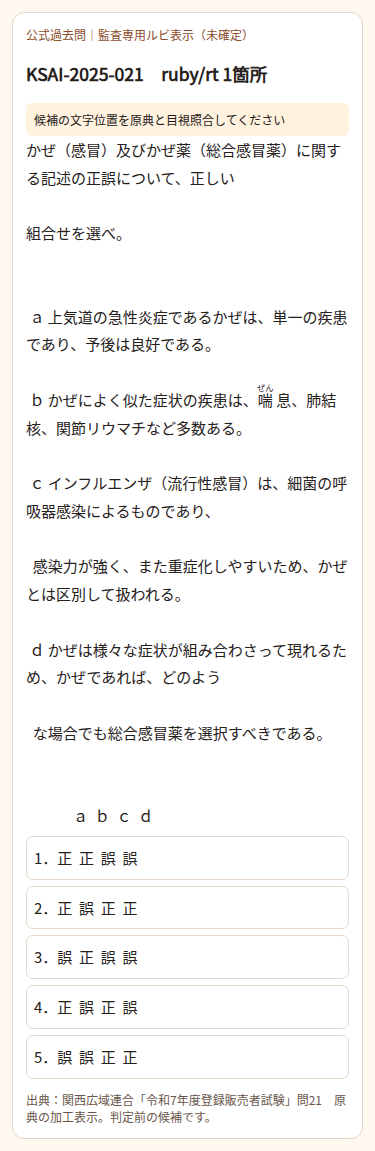 公式過去問｜監査専用ルビ表示（未確定）
KSAI-2025-021　ruby/rt 1箇所
候補の文字位置を原典と目視照合してください
かぜ（感冒）及びかぜ薬（総合感冒薬）に関す
る記述の正誤について、正しい
組合せを選べ。
ａ 上気道の急性炎症であるかぜは、単一の疾患
であり、予後は良好である。
ぜん
ｂ かぜによく似た症状の疾患は、喘 息、肺結
核、関節リウマチなど多数ある。
ｃ インフルエンザ（流行性感冒）は、細菌の呼
吸器感染によるものであり、
感染力が強く、また重症化しやすいため、かぜ
とは区別して扱われる。
ｄ かぜは様々な症状が組み合わさって現れるた
め、かぜであれば、どのよう
な場合でも総合感冒薬を選択すべきである。
ａ ｂ ｃ ｄ
1．正 正 誤 誤
2．正 誤 正 正
3．誤 正 誤 誤
4．正 誤 正 誤
5．誤 誤 正 正
出典：関西広域連合「令和7年度登録販売者試験」問21　原
典の加工表示。判定前の候補です。